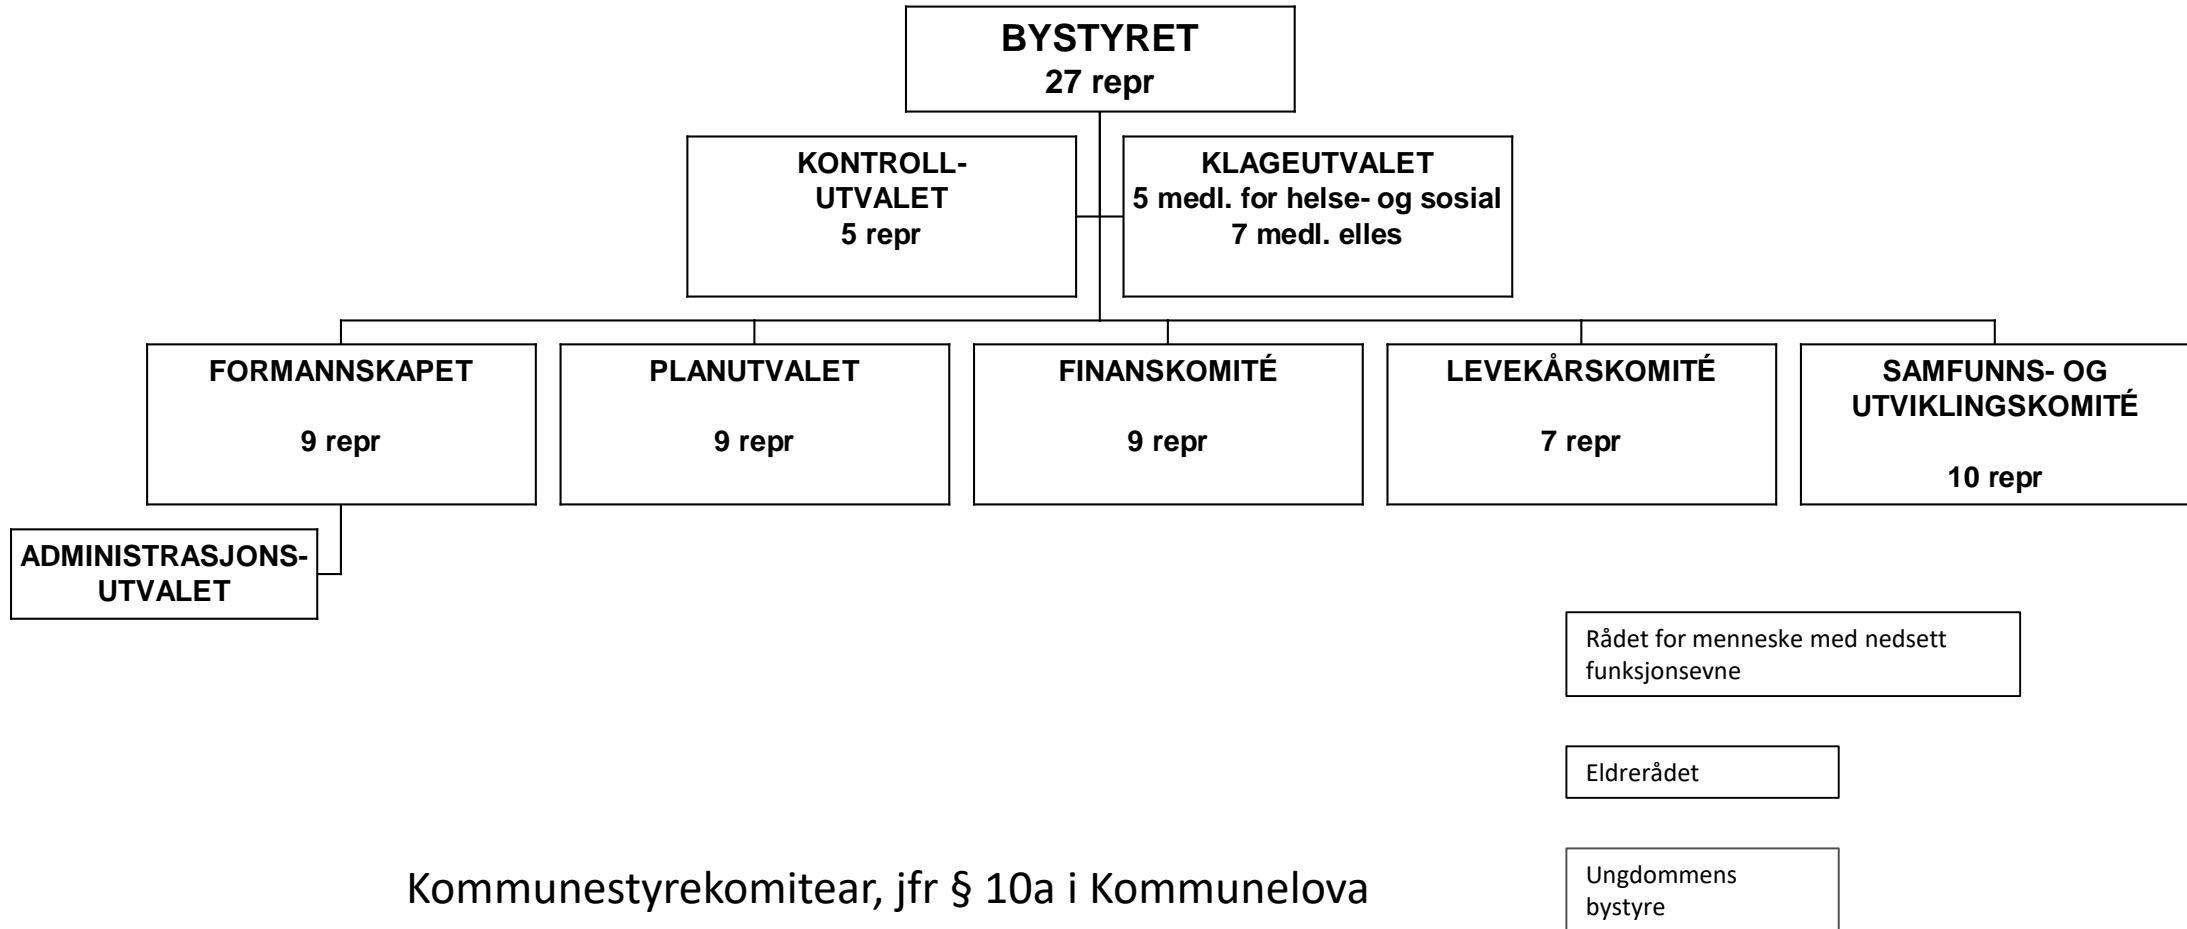 BYSTYRET
27 repr
KONTROLL-
UTVALET
5 repr
KLAGEUTVALET
5 medl. for helse- og sosial
7 medl. elles
FORMANNSKAPET
9 repr
PLANUTVALET
9 repr
FINANSKOMITÉ
9 repr
LEVEKÅRSKOMITÉ
7 repr
SAMFUNNS- OG
UTVIKLINGSKOMITÉ
10 repr
ADMINISTRASJONS-
UTVALET
Rådet for menneske med nedsett
funksjonsevne
Eldrerådet
Ungdommens
bystyre
Kommunestyrekomitear, jfr § 10a i Kommunelova